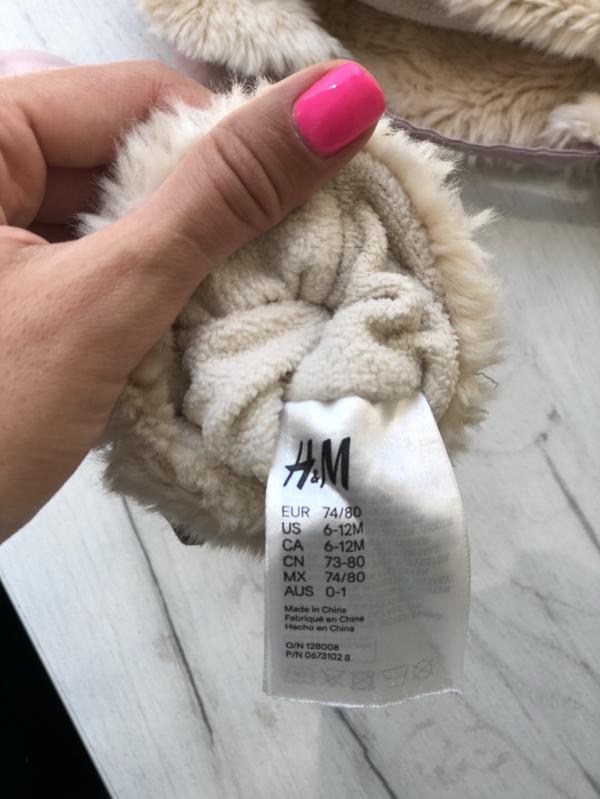 H&M
EUR 74/80
US 6-12M
CA 6-12M
CN 73-80
MX 74/80
AUS 0-1
Made in China
Fabriqué en Chine
Hecho en China
O/N 128008
P/N 0673102 8